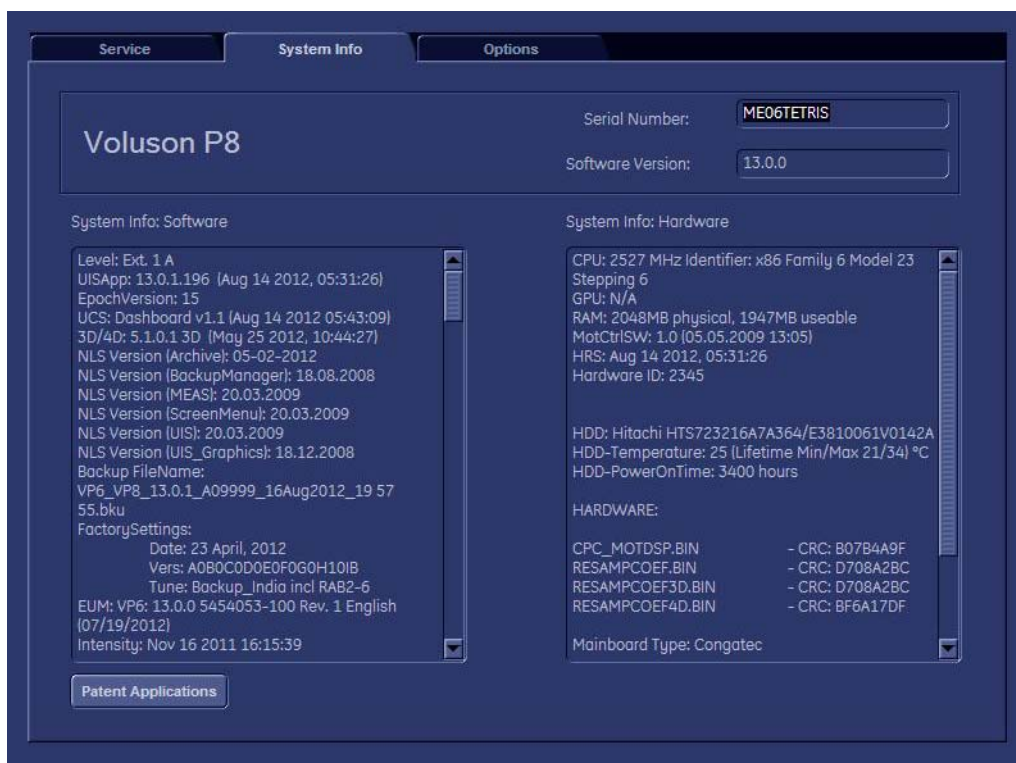 Service
System Info
Options
Voluson P8
Serial Number:
ME06TETRIS
Software Version:
13.0.0
System Info: Software
Level: Ext. 1 A
UISApp: 13.0.1.196 (Aug 14 2012, 05:31:26)
EpochVersion: 15
UCS: Dashboard v1.1 (Aug 14 2012 05:43:09)
3D/4D: 5.1.0.1 3D (May 25 2012, 10:44:27)
NLS Version (Archive): 05-02-2012
NLS Version (BackupManager): 18.08.2008
NLS Version (MEAS): 20.03.2009
NLS Version (ScreenMenu): 20.03.2009
NLS Version (UIS): 20.03.2009
NLS Version (UIS_Graphics): 18.12.2008
Backup FileName:
VP6_VP8_13.0.1_A09999_16Aug2012_19 57
55.bku
FactorySettings:
Date: 23 April, 2012
Vers: A0B0C0D0E0F0G0H10IB
Tune: Backup_India incl RAB2-6
EUM: VP6: 13.0.0 5454053-100 Rev. 1 English
(07/19/2012)
Intensity: Nov 16 2011 16:15:39
System Info: Hardware
CPU: 2527 MHz Identifier: x86 Family 6 Model 23
Stepping 6
GPU: N/A
RAM: 2048MB physical, 1947MB useable
MotCtrlSW: 1.0 (05.05.2009 13:05)
HRS: Aug 14 2012, 05:31:26
Hardware ID: 2345
HDD: Hitachi HTS723216A7A364/E3810061V0142A
HDD-Temperature: 25 (Lifetime Min/Max 21/34) °C
HDD-PowerOnTime: 3400 hours
HARDWARE:
CPC_MOTDSP.BIN - CRC: B07B4A9F
RESAMPCOEF.BIN - CRC: D708A2BC
RESAMPCOEF3D.BIN - CRC: D708A2BC
RESAMPCOEF4D.BIN - CRC: BF6A17DF
Mainboard Type: Congatec
Patent Applications